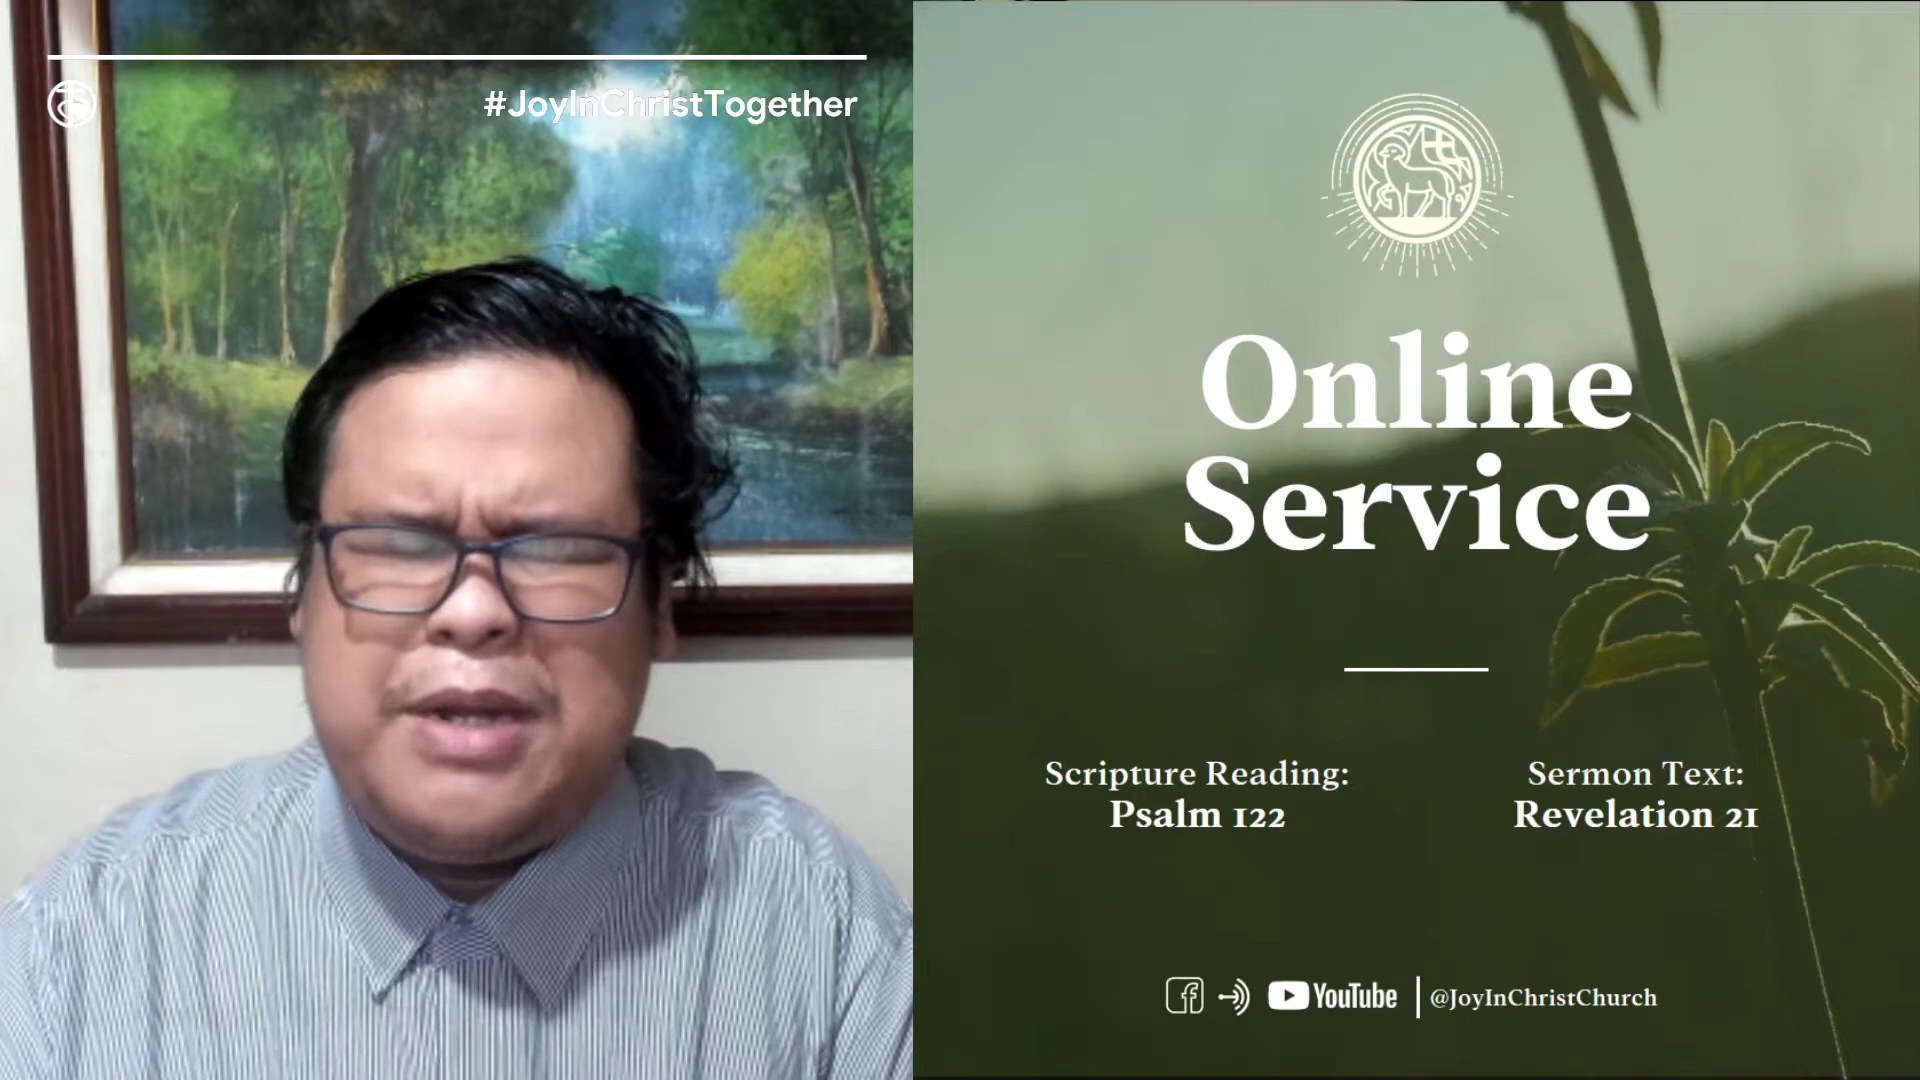 #JoyInChristTogether
Online
Service
Scripture Reading:
Psalm 122
Sermon Text:
Revelation 21
YouTube
@JoyInChristChurch